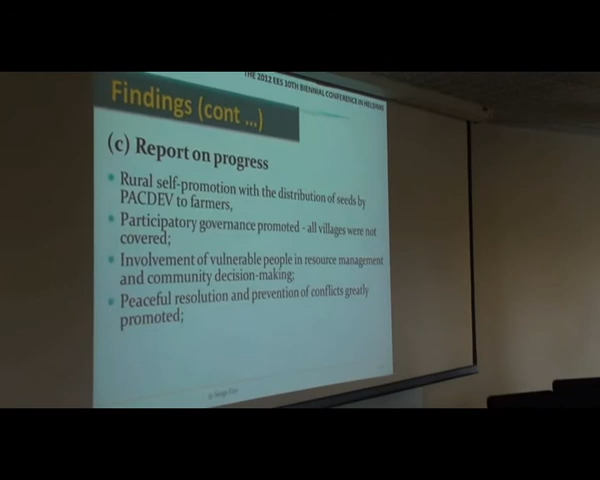 THE 2012 EES 10TH BIENNIAL CONFERENCE IN HELSINKI
Findings (cont ...)
(c) Report on progress
• Rural self-promotion with the distribution of seeds by
PACDEV to farmers,
• Participatory governance promoted - all villages were not
covered;
• Involvement of vulnerable people in resource management
and community decision-making;
• Peaceful resolution and prevention of conflicts greatly
promoted;